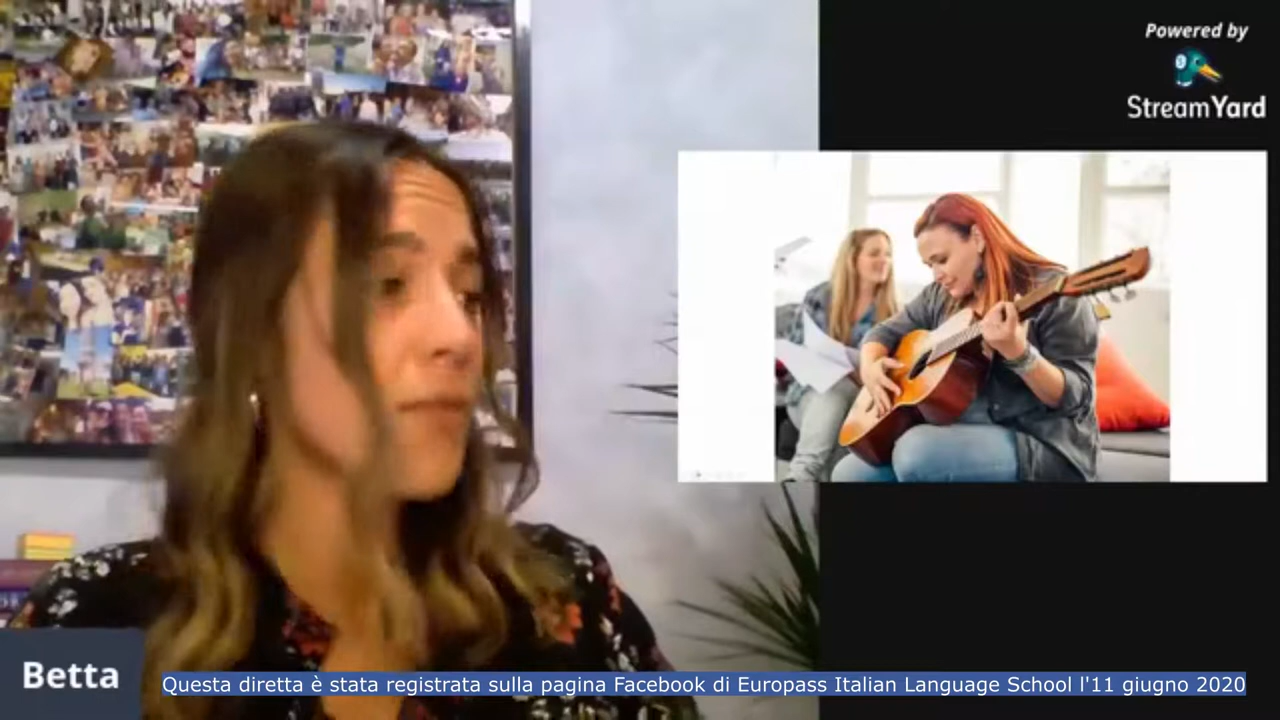 Powered by
StreamYard
Betta
Questa diretta è stata registrata sulla pagina Facebook di Europass Italian Language School l'11 giugno 2020